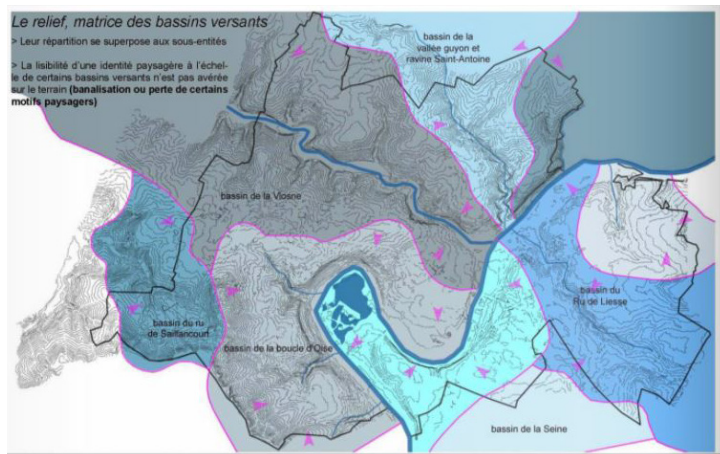 Le relief, matrice des bassins versants
> Leur répartition se superpose aux sous-entités
> La lisibilité d'une identité paysagère à l'échel-
le de certains bassins versants n'est pas avérée
sur le terrain (banalisation ou perte de certains
motifs paysagers)
bassin de la
vallée guyon et
ravine Saint-Antoine
bassin de la Viosne
bassin du
Ru de Liesse
bassin du ru
de Saillancourt
bassin de la boucle d'Oise
bassin de la Seine